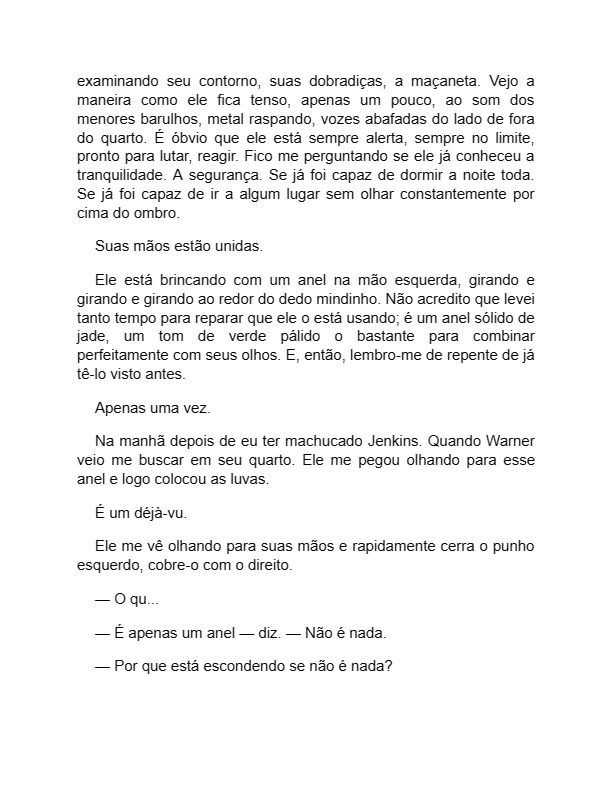 examinando seu contorno, suas dobradiças, a maçaneta. Vejo a
maneira como ele fica tenso, apenas um pouco, ao som dos
menores barulhos, metal raspando, vozes abafadas do lado de fora
do quarto. É óbvio que ele está sempre alerta, sempre no limite,
pronto para lutar, reagir. Fico me perguntando se ele já conheceu a
tranquilidade. A segurança. Se já foi capaz de dormir a noite toda.
Se já foi capaz de ir a algum lugar sem olhar constantemente por
cima do ombro.
Suas mãos estão unidas.
Ele está brincando com um anel na mão esquerda, girando e
girando e girando ao redor do dedo mindinho. Não acredito que levei
tanto tempo para reparar que ele o está usando; é um anel sólido de
jade, um tom de verde pálido o bastante para combinar
perfeitamente com seus olhos. E, então, lembro-me de repente de já
tê-lo visto antes.
Apenas uma vez.
Na manhã depois de eu ter machucado Jenkins. Quando Warner
veio me buscar em seu quarto. Ele me pegou olhando para esse
anel e logo colocou as luvas.
É um déjà-vu.
Ele me vê olhando para suas mãos e rapidamente cerra o punho
esquerdo, cobre-o com o direito.
— O qu...
— É apenas um anel — diz. — Não é nada.
— Por que está escondendo se não é nada?